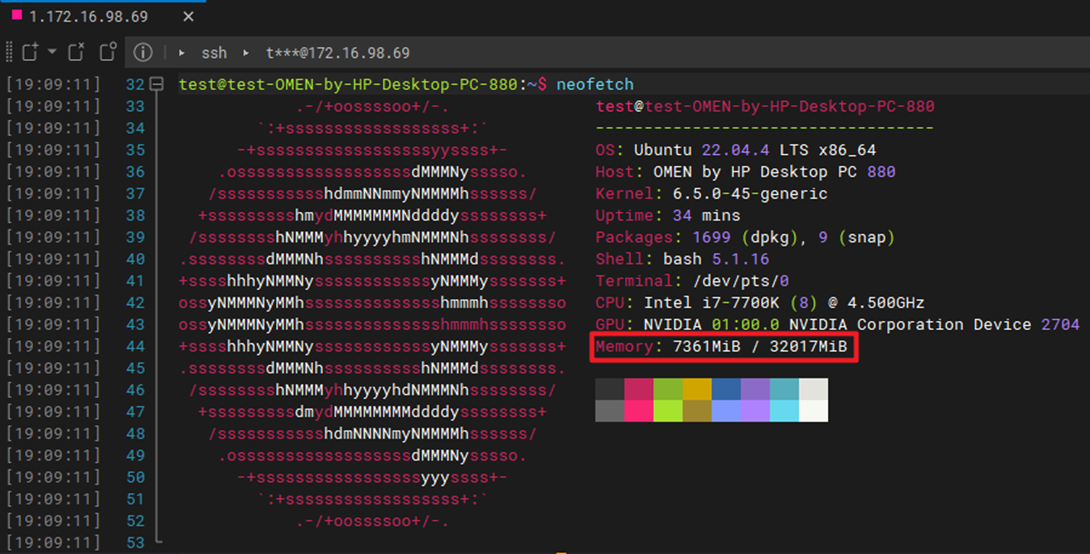 1.172.16.98.69 ×
ssh t***@172.16.98.69
[19:09:11] 32 test@test-OMEN-by-HP-Desktop-PC-880:~$ neofetch
[19:09:11] 33 .-/+oossssoo+/-. test@test-OMEN-by-HP-Desktop-PC-880
[19:09:11] 34 `:+ssssssssssssssssss+:` -----------------------------------
[19:09:11] 35 -+ssssssssssssssssssyyssss+- OS: Ubuntu 22.04.4 LTS x86_64
[19:09:11] 36 .ossssssssssssssssssdMMMNysssso. Host: OMEN by HP Desktop PC 880
[19:09:11] 37 /ssssssssssshdmmNNmmyNMMMMhssssss/ Kernel: 6.5.0-45-generic
[19:09:11] 38 +ssssssssshmydMMMMMMMNddddyssssssss+ Uptime: 34 mins
[19:09:11] 39 /sssssssshNMMMyhhyyyyhmNMMMNhssssssss/ Packages: 1699 (dpkg), 9 (snap)
[19:09:11] 40 .ssssssssdMMMNhsssssssssshNMMMdssssssss. Shell: bash 5.1.16
[19:09:11] 41 +sssshhhyNMMNyssssssssssssyNMMMysssssss+ Terminal: /dev/pts/0
[19:09:11] 42 ossyNMMMNyMMhsssssssssssssshmmmhssssssso CPU: Intel i7-7700K (8) @ 4.500GHz
[19:09:11] 43 ossyNMMMNyMMhsssssssssssssshmmmhssssssso GPU: NVIDIA 01:00.0 NVIDIA Corporation Device 2704
[19:09:11] 44 +sssshhhyNMMNyssssssssssssyNMMMysssssss+ Memory: 7361MiB / 32017MiB
[19:09:11] 45 .ssssssssdMMMNhsssssssssshNMMMdssssssss.
[19:09:11] 46 /sssssssshNMMMyhhyyyyhdNMMMNhssssssss/
[19:09:11] 47 +sssssssssdmydMMMMMMMMddddyssssssss+
[19:09:11] 48 /ssssssssssshdmNNNNmyNMMMMhssssss/
[19:09:11] 49 .ossssssssssssssssssdMMMNysssso.
[19:09:11] 50 -+sssssssssssssssssyyyssss+-
[19:09:11] 51 `:+ssssssssssssssssss+:`
[19:09:11] 52 .-/+oossssoo+/-.
[19:09:11] 53